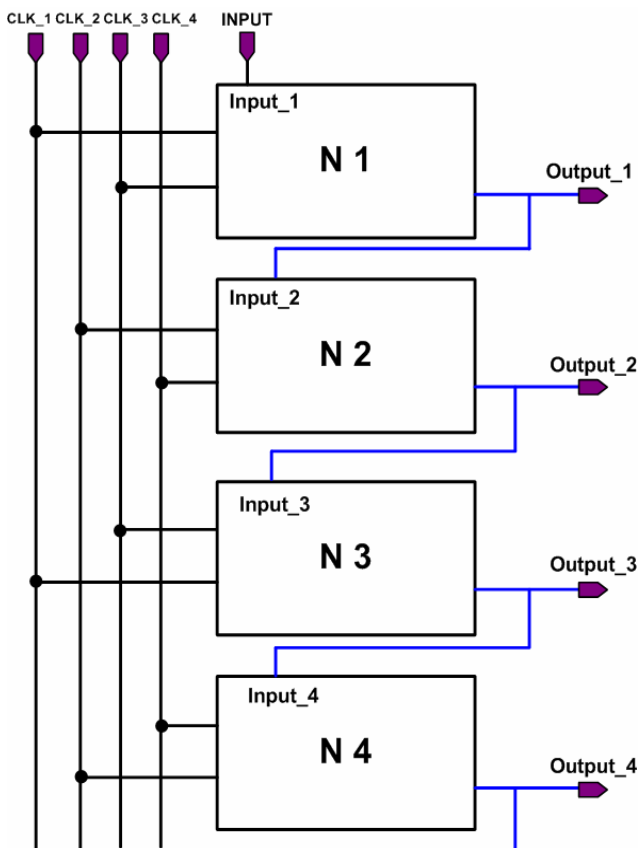 CLK_1 CLK_2 CLK_3 CLK_4 INPUT
Input_1
N 1
Output_1
Input_2
N 2
Output_2
Input_3
N 3
Output_3
Input_4
N 4
Output_4